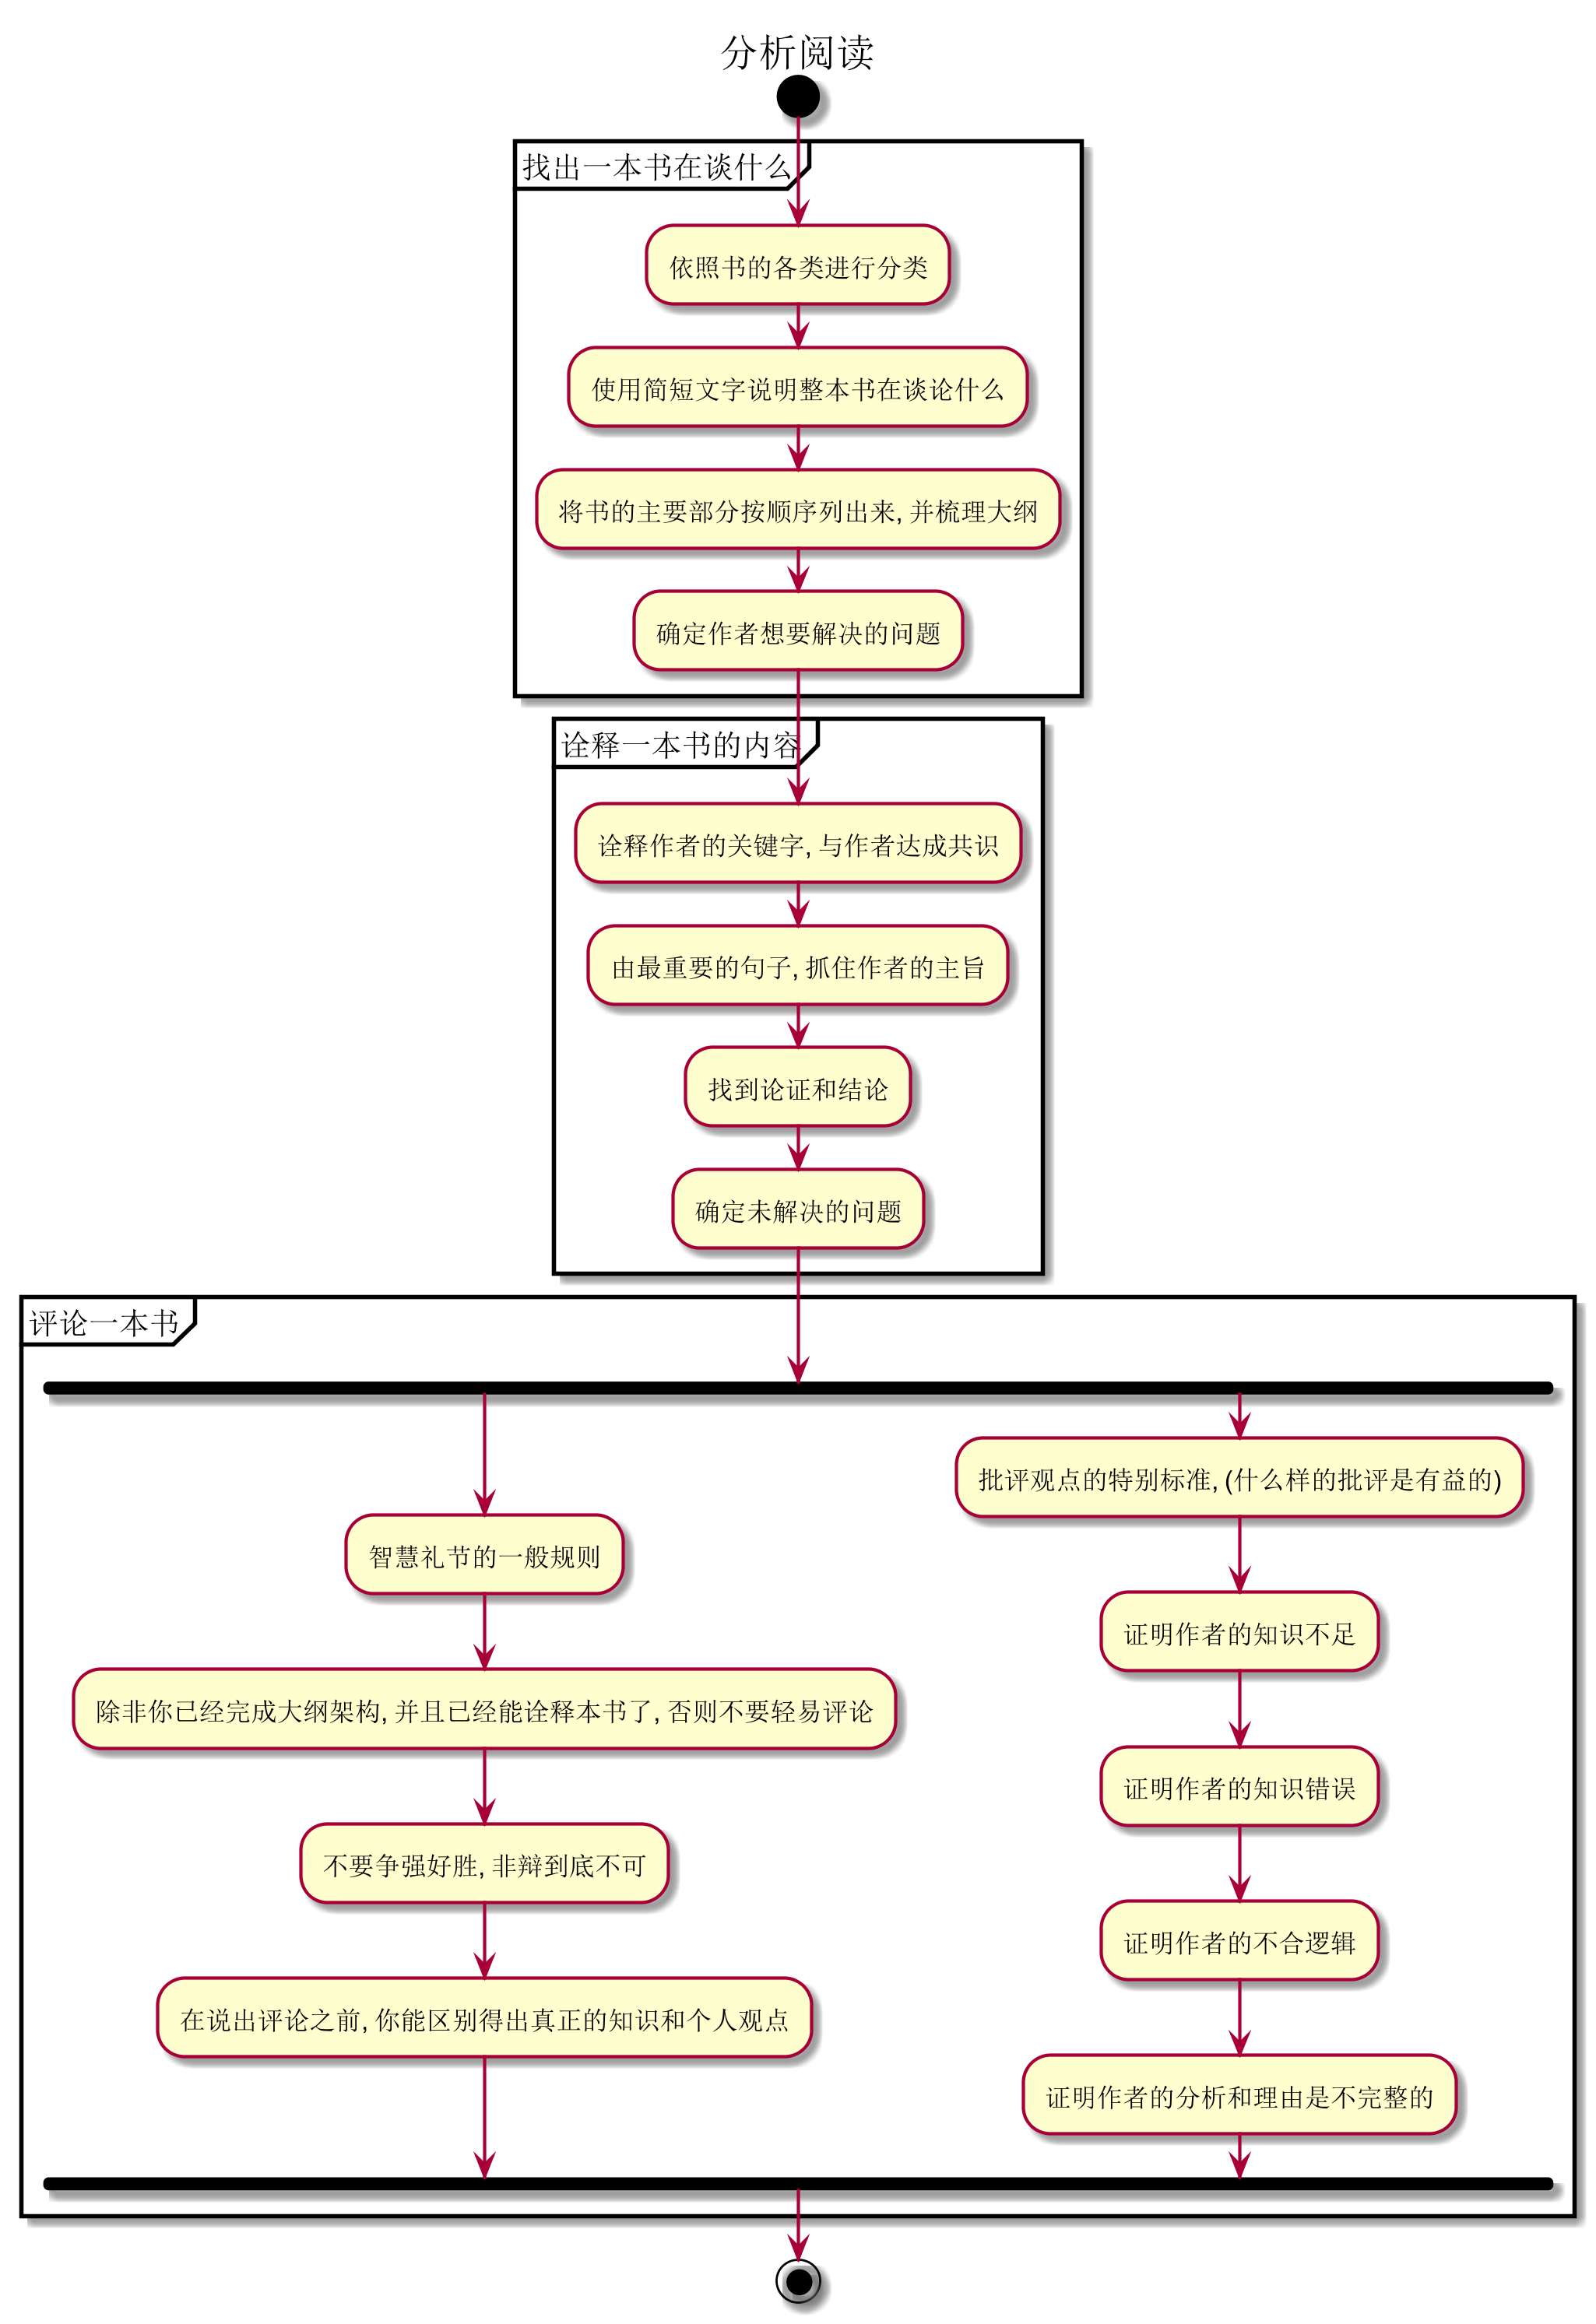 分析阅读
找出一本书在谈什么
依照书的各类进行分类
使用简短文字说明整本书在谈论什么
将书的主要部分按顺序列出来, 并梳理大纲
确定作者想要解决的问题
诠释一本书的内容
诠释作者的关键字, 与作者达成共识
由最重要的句子, 抓住作者的主旨
找到论证和结论
确定未解决的问题
评论一本书
智慧礼节的一般规则
除非你已经完成大纲架构, 并且已经能诠释本书了, 否则不要轻易评论
不要争强好胜, 非辩到底不可
在说出评论之前, 你能区别得出真正的知识和个人观点
批评观点的特别标准, (什么样的批评是有益的)
证明作者的知识不足
证明作者的知识错误
证明作者的不合逻辑
证明作者的分析和理由是不完整的